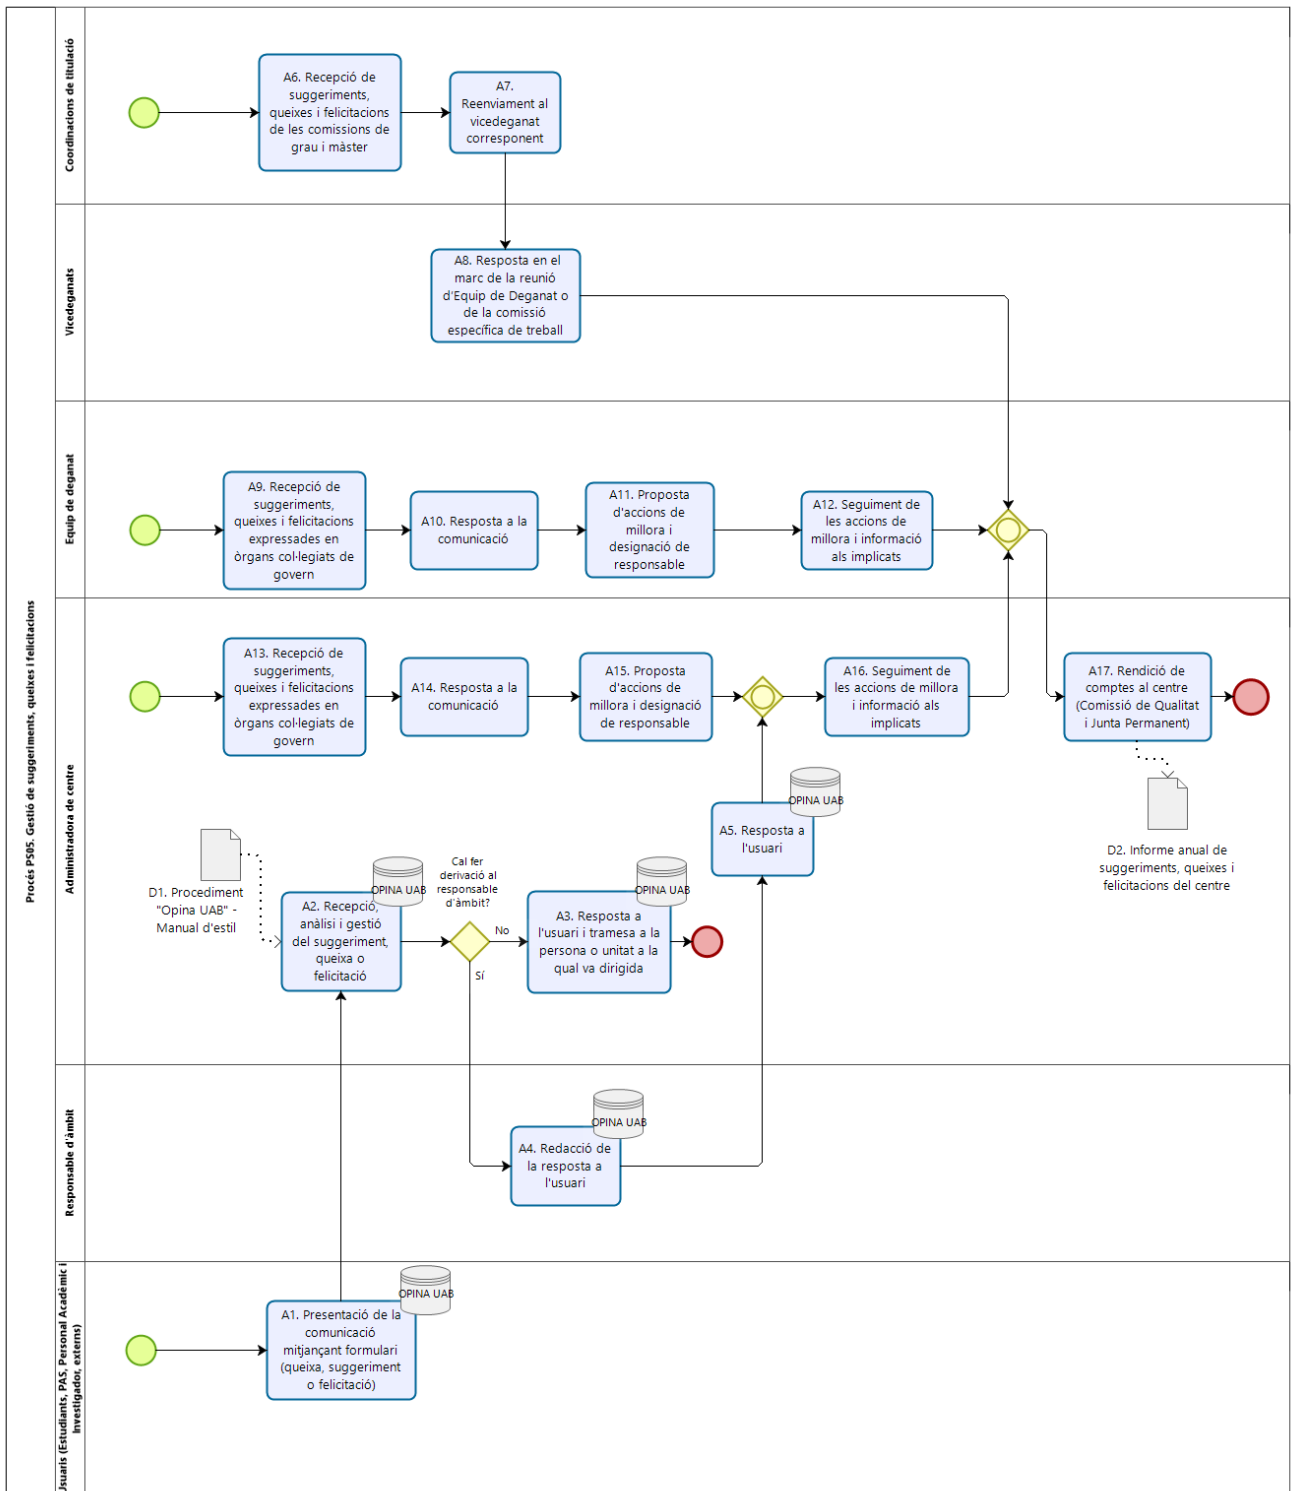 Procés PS05. Gestió de suggeriments, queixes i felicitacions
Coordinacions de titulació
A6. Recepció de
suggeriments,
queixes i felicitacions
de les comissions de
grau i màster
A7.
Reenviament al
vicedeganat
corresponent
Vicedeganats
A8. Resposta en el
marc de la reunió
d'Equip de Deganat o
de la comissió
específica de treball
Equip de deganat
A9. Recepció de
suggeriments,
queixes i felicitacions
expressades en
òrgans col·legiats de
govern
A10. Resposta a la
comunicació
A11. Proposta
d'accions de
millora i
designació de
responsable
A12. Seguiment de
les accions de
millora i informació
als implicats
Administradora de centre
A13. Recepció de
suggeriments,
queixes i felicitacions
expressades en
òrgans col·legiats de
govern
A14. Resposta a la
comunicació
A15. Proposta
d'accions de
millora i designació
de responsable
A16. Seguiment de
les accions de millora
i informació als
implicats
A17. Rendició de
comptes al centre
(Comissió de Qualitat
i Junta Permanent)
D2. Informe anual de
suggeriments, queixes i
felicitacions del centre
OPINA UAB
A5. Resposta a
l'usuari
D1. Procediment
"Opina UAB" -
Manual d'estil
OPINA UAB
A2. Recepció,
anàlisi i gestió
del suggeriment,
queixa o
felicitació
Cal fer
derivació al
responsable
d'àmbit?
No
Sí
OPINA UAB
A3. Resposta a
l'usuari i tramesa a la
persona o unitat a la
qual va dirigida
Responsable d'àmbit
OPINA UAB
A4. Redacció de
la resposta a
l'usuari
Usuaris (Estudiants, PAS, Personal Acadèmic i
Investigador, externs)
OPINA UAB
A1. Presentació de la
comunicació
mitjançant formulari
(queixa, suggeriment
o felicitació)